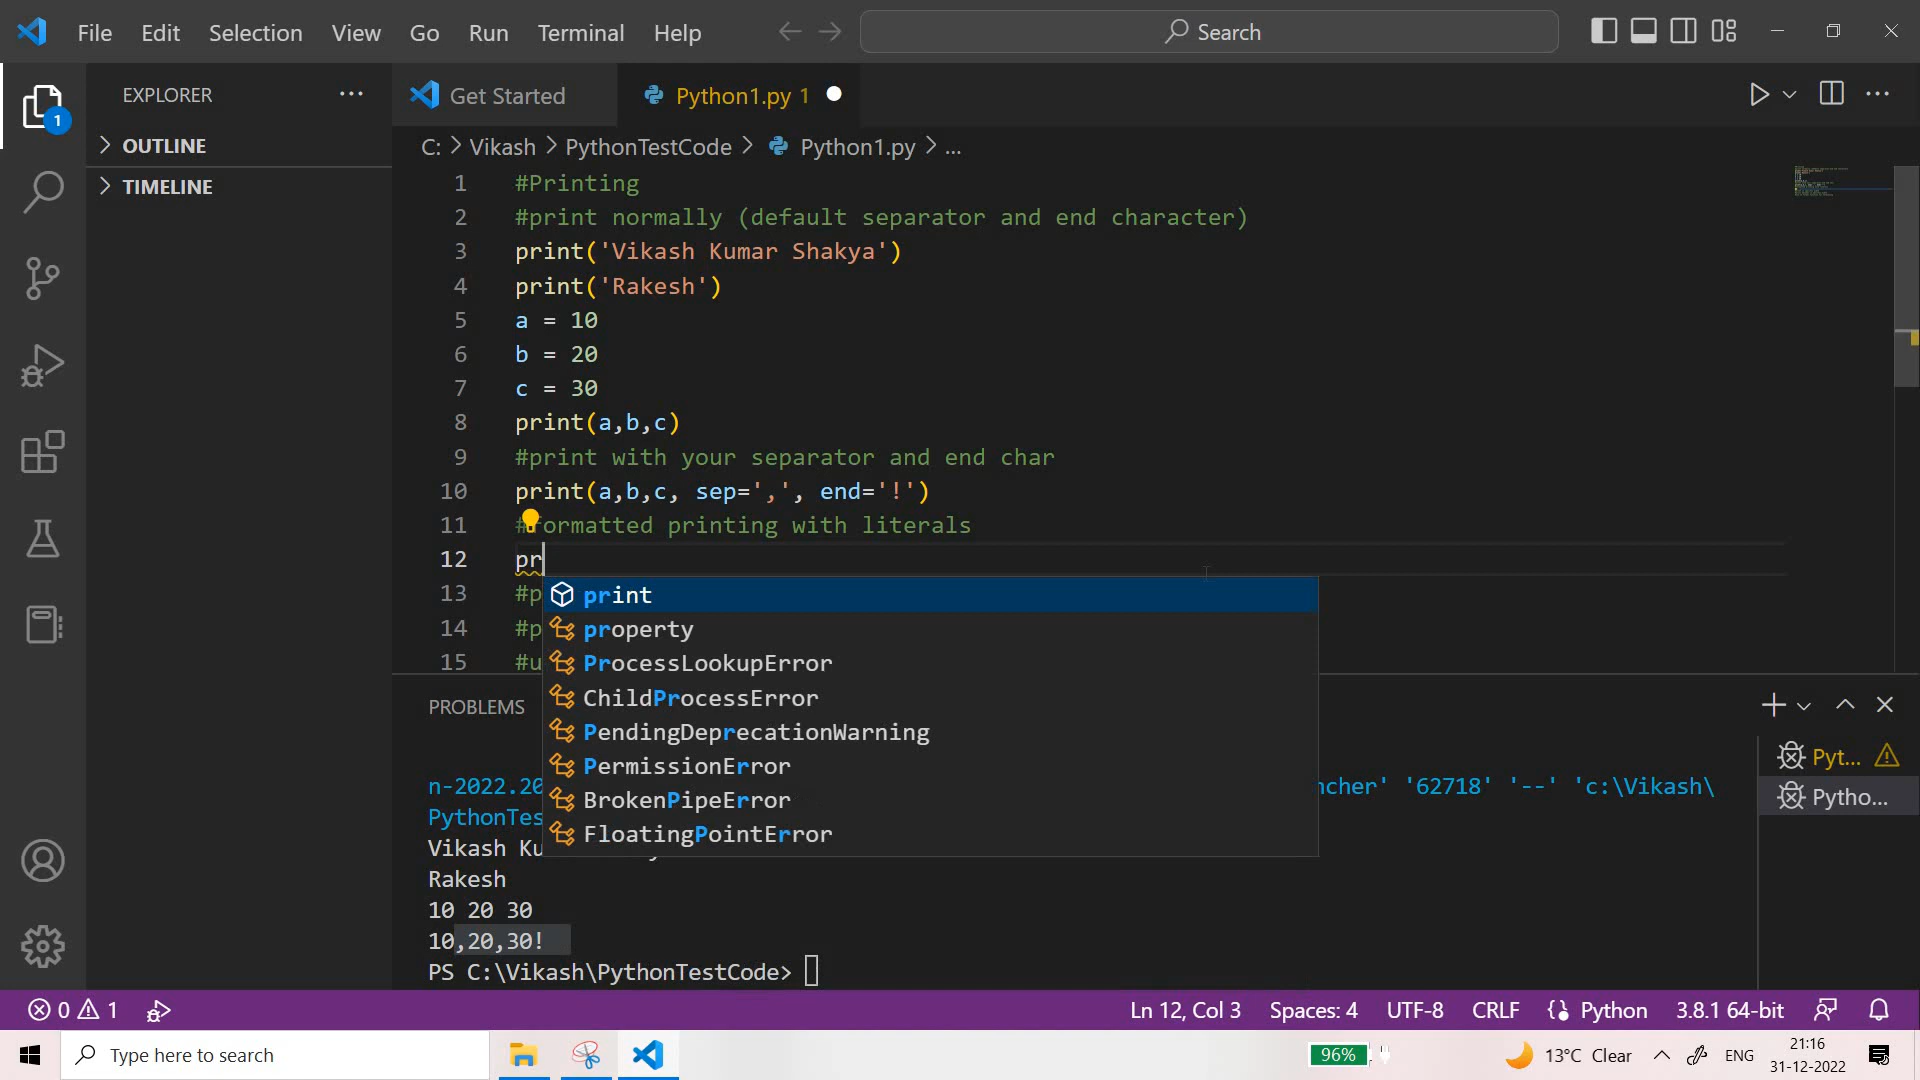 File Edit Selection View Go Run Terminal Help
Search
EXPLORER
OUTLINE
TIMELINE
1
Get Started
Python1.py 1
C: > Vikash > PythonTestCode > Python1.py > ...
1 #Printing
2 #print normally (default separator and end character)
3 print('Vikash Kumar Shakya')
4 print('Rakesh')
5 a = 10
6 b = 20
7 c = 30
8 print(a,b,c)
9 #print with your separator and end char
10 print(a,b,c, sep=',', end='!')
11 #formatted printing with literals
12 pr
13 #p
14 #p
15 #u
print
property
ProcessLookupError
ChildProcessError
PendingDeprecationWarning
PermissionError
BrokenPipeError
FloatingPointError
PROBLEMS
n-2022.20 ncher' '62718' '--' 'c:\Vikash\
PythonTes
Vikash Ku
Rakesh
10 20 30
10,20,30!
PS C:\Vikash\PythonTestCode>
Pyt...
Pytho...
0 1
Ln 12, Col 3 Spaces: 4 UTF-8 CRLF Python 3.8.1 64-bit
Type here to search
96%
13°C Clear
ENG
21:16
31-12-2022